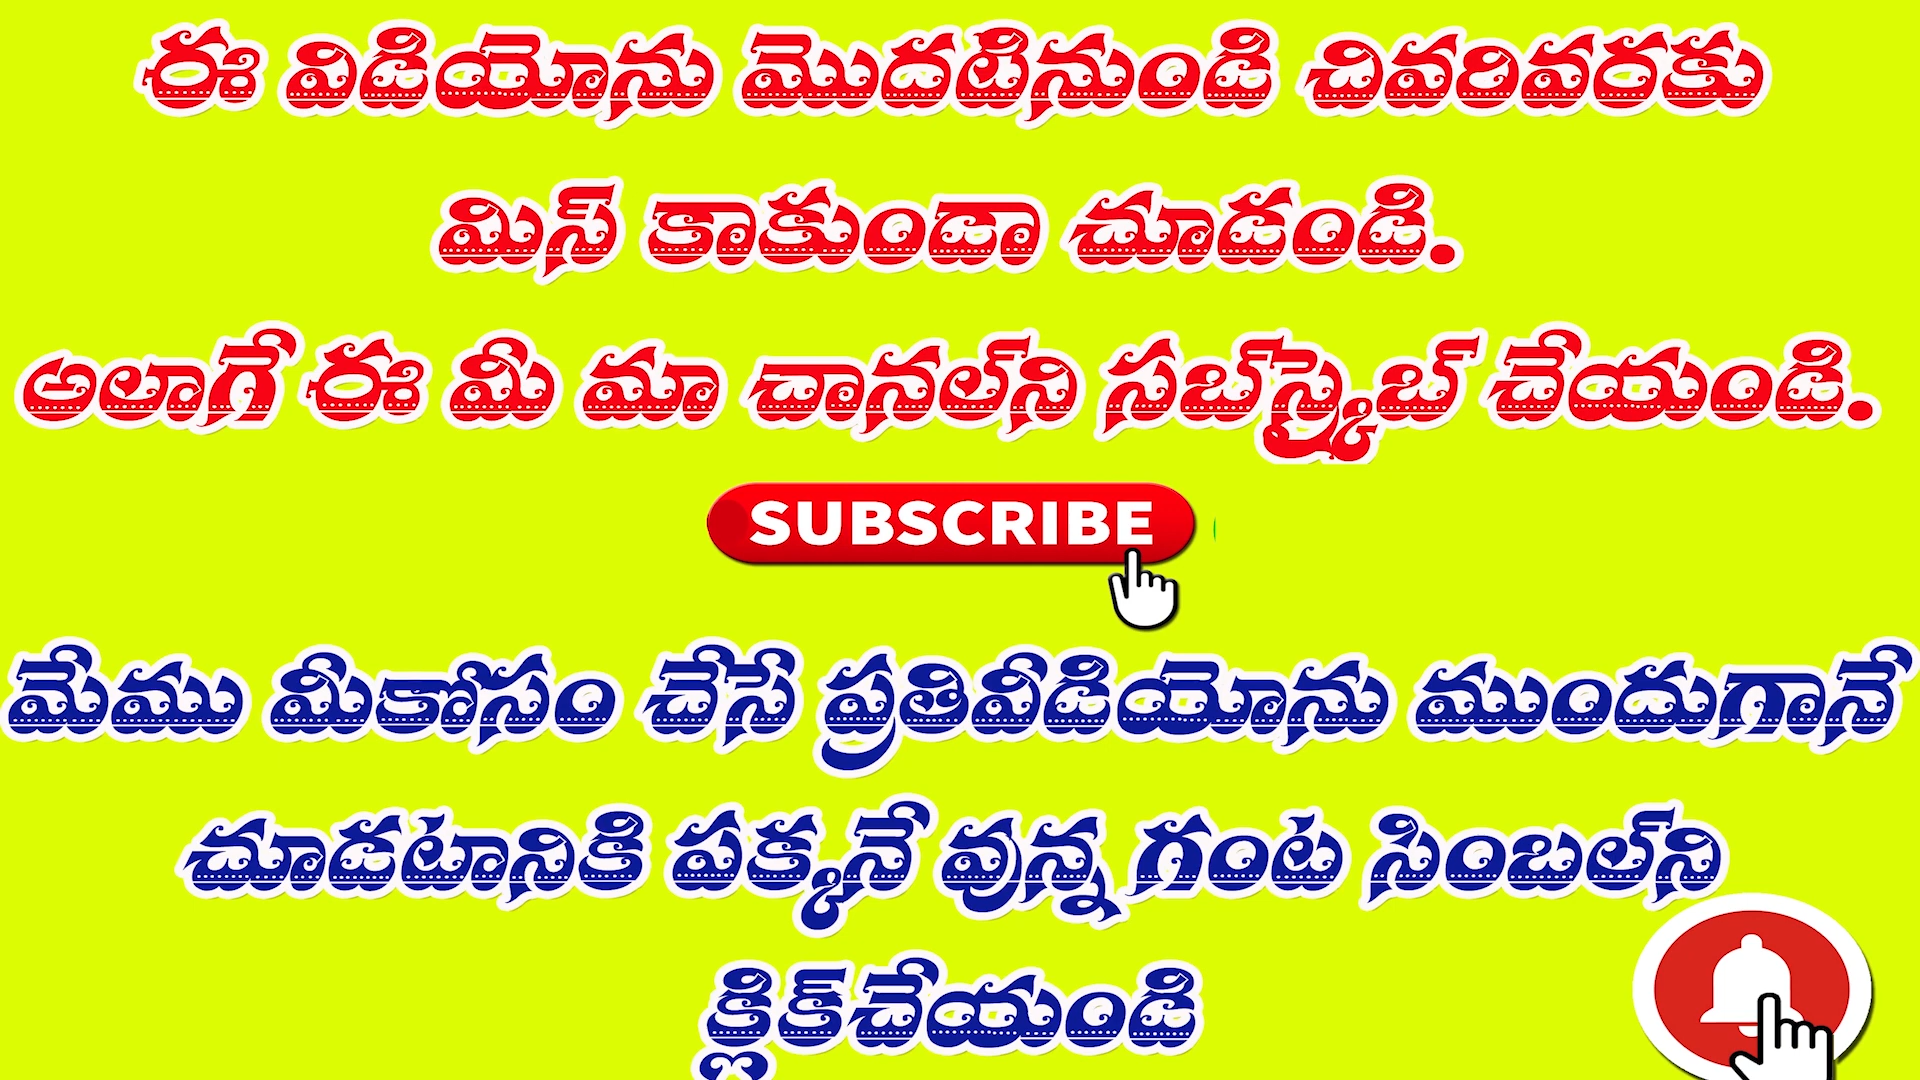 ఈ విడియోను మొదటినుండి చివరివరకు
మిస్ కాకుండా చూడండి.
అలాగే ఈ మీ మా చానల్‌ని సబ్‌స్క్రైబ్ చేయండి.
SUBSCRIBE
మేము మీకోసం చేసే ప్రతివీడియోను ముందుగానే
చూడటానికి పక్కనే వున్న గంట సింబల్‌ని
క్లిక్‌చేయండి